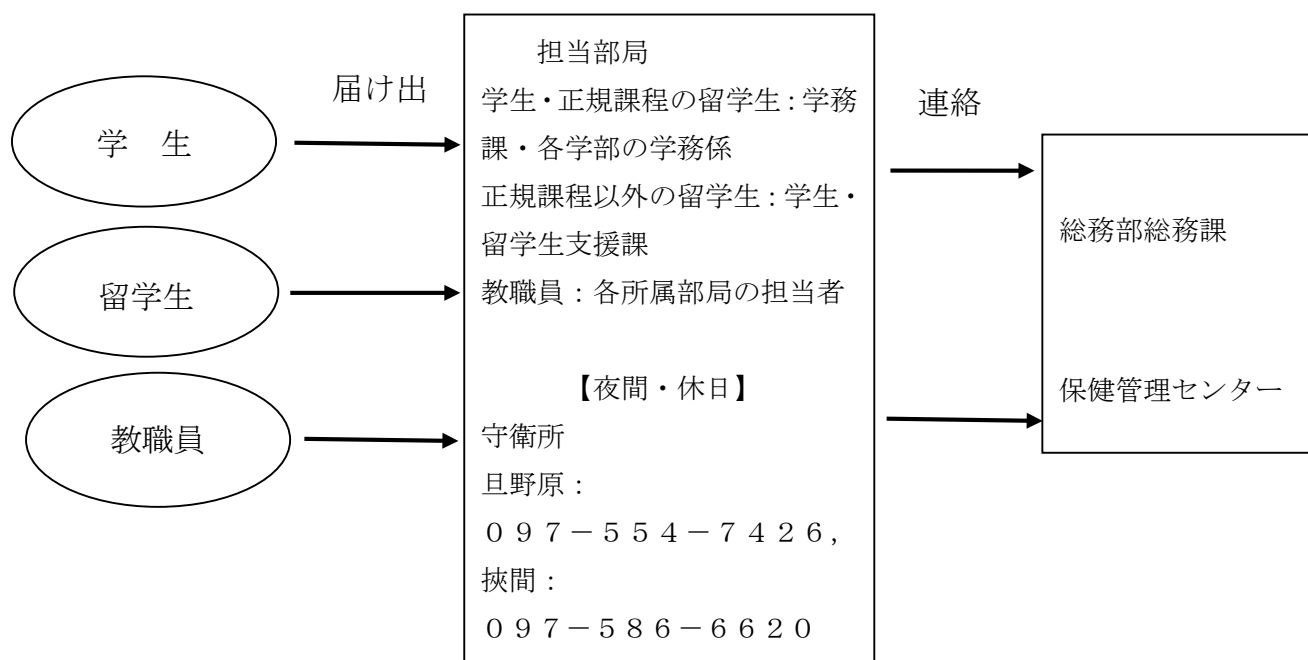 学　生
留学生
教職員
届け出
担当部局
学生・正規課程の留学生：学務
課・各学部の学務係
正規課程以外の留学生：学生・
留学生支援課
教職員：各所属部局の担当者
【夜間・休日】
守衛所
旦野原：
０９７－５５４－７４２６，
挾間：
０９７－５８６－６６２０
連絡
総務部総務課
保健管理センター